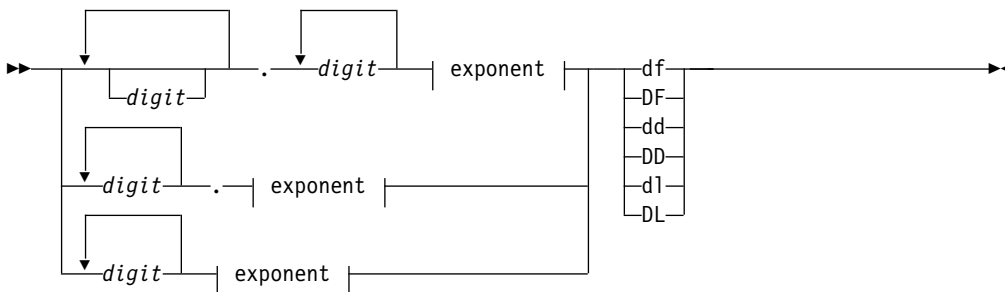 . digit exponent df
digit DF
dd
DD
digit . exponent dl
DL
digit exponent